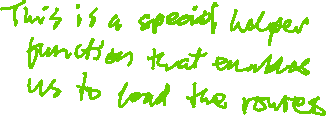 This is a special helper
function that enables
us to load the routes